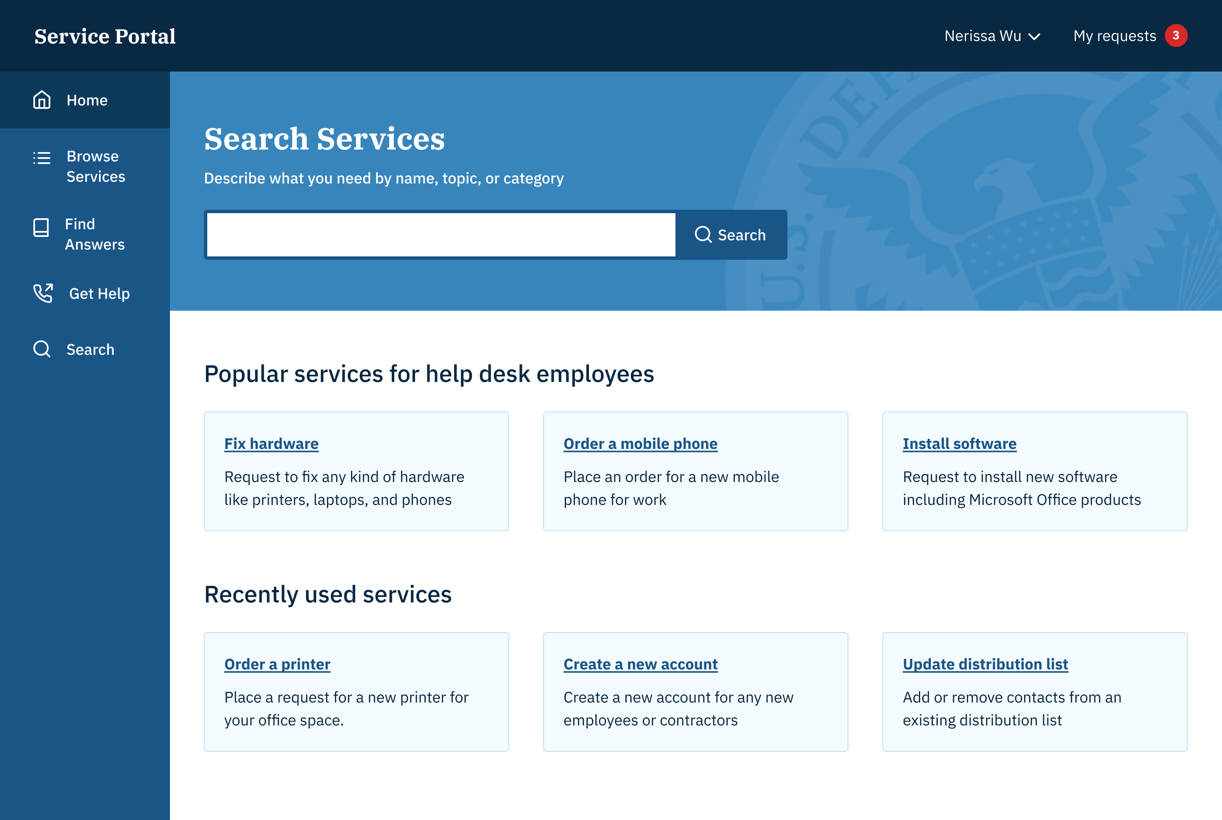 Service Portal
Nerissa Wu
My requests 3
Home
Browse
Services
Find
Answers
Get Help
Search
Search Services
Describe what you need by name, topic, or category
Search
U.S. DEP
Popular services for help desk employees
Fix hardware
Request to fix any kind of hardware
like printers, laptops, and phones
Order a mobile phone
Place an order for a new mobile
phone for work
Install software
Request to install new software
including Microsoft Office products
Recently used services
Order a printer
Place a request for a new printer for
your office space.
Create a new account
Create a new account for any new
employees or contractors
Update distribution list
Add or remove contacts from an
existing distribution list